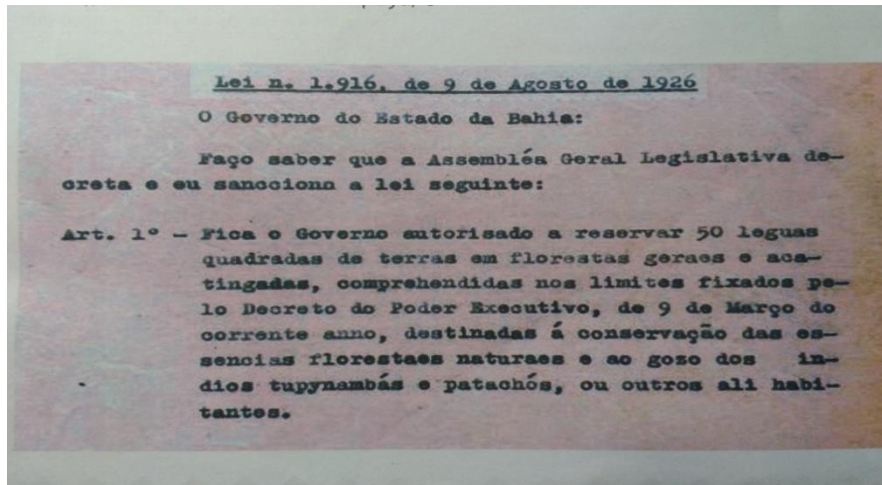 Lei n. 1.916, de 9 de Agosto de 1926
O Governo do Estado da Bahia:
Faço saber que a Assembléa Geral Legislativa de-
creta e eu sancciono a lei seguinte:
Art. 1º - Fica o Governo autorisado a reservar 50 leguas
quadradas de terras em florestas geraes e aca-
tingadas, comprehendidas nos limites fixados pe-
lo Decreto do Poder Executivo, de 9 de Março do
corrente anno, destinadas á conservação das es-
sencias florestaes naturaes e ao gozo dos in-
dios tupynambás e patachós, ou outros ali habi-
tantes.